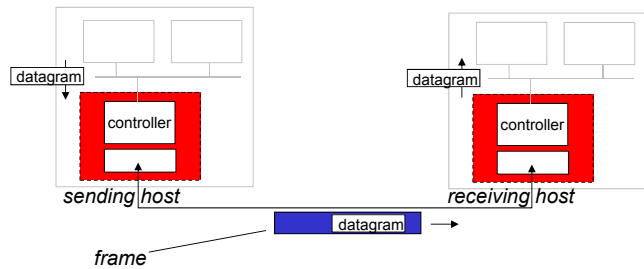 datagram
datagram
controller
controller
sending host
receiving host
datagram
frame